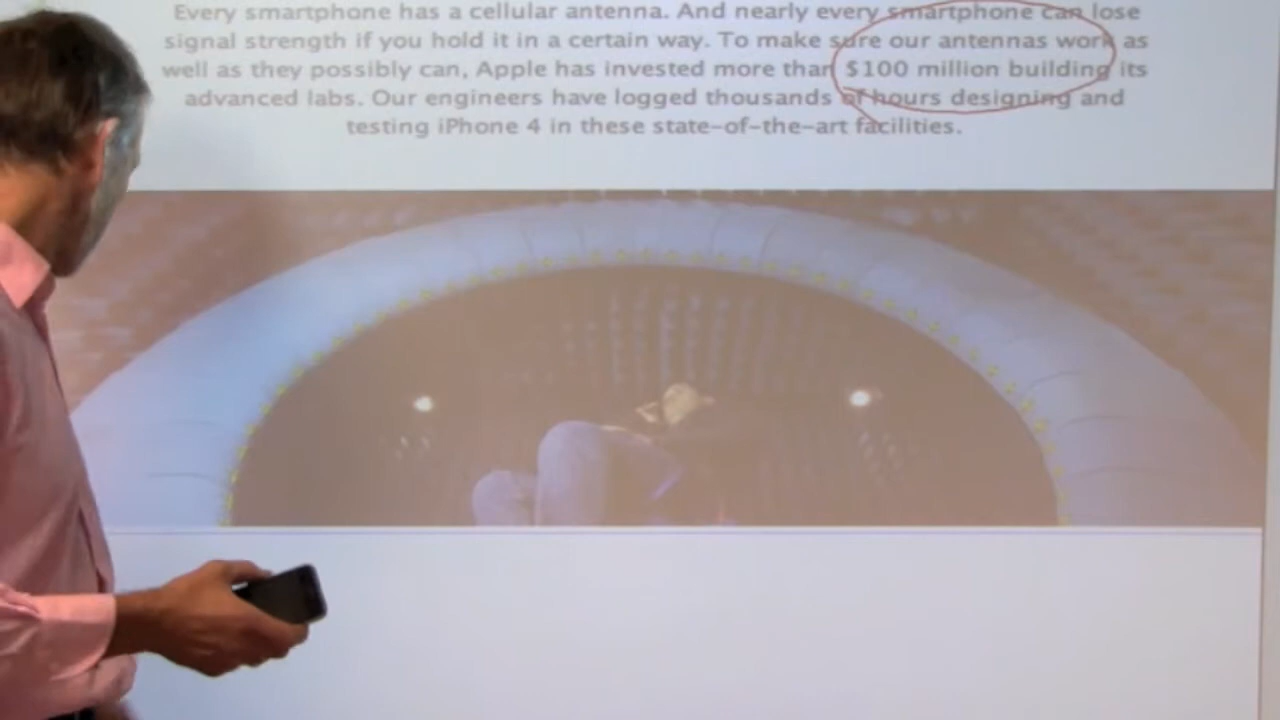 Every smartphone has a cellular antenna. And nearly every smartphone can lose
signal strength if you hold it in a certain way. To make sure our antennas work as
well as they possibly can, Apple has invested more than $100 million building its
advanced labs. Our engineers have logged thousands of hours designing and
testing iPhone 4 in these state-of-the-art facilities.